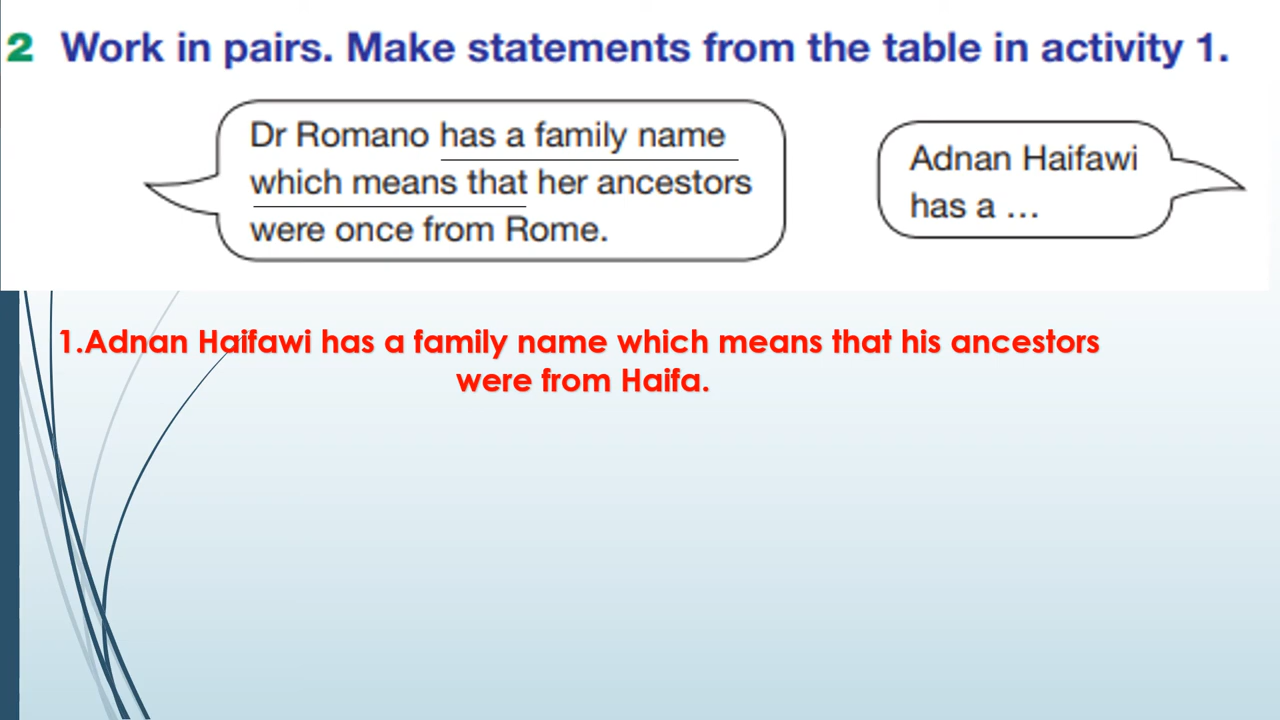 2 Work in pairs. Make statements from the table in activity 1.
Dr Romano has a family name
which means that her ancestors
were once from Rome.
Adnan Haifawi
has a ...
1.Adnan Haifawi has a family name which means that his ancestors
were from Haifa.